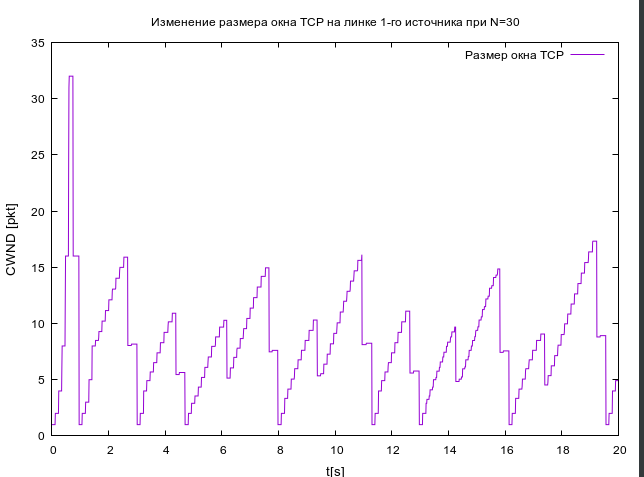 Изменение размера окна TCP на линке 1-го источника при N=30
Размер окна TCP
CWND [pkt]
35
30
25
20
15
10
5
0
0 2 4 6 8 10 12 14 16 18 20
t[s]